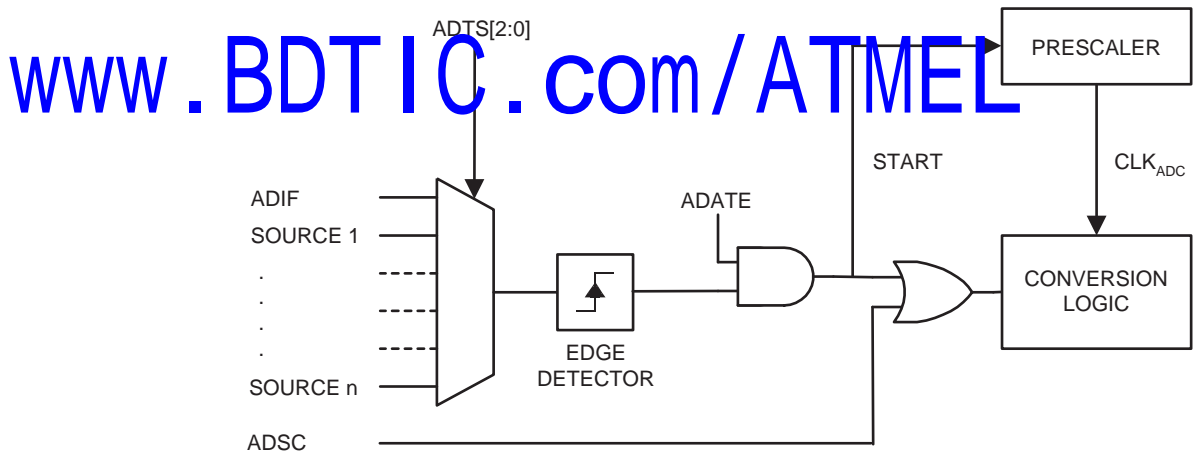 ADTS[2:0]
www.BDTIC.com/ATMEL
PRESCALER
START
CLKADC
ADIF
ADATE
SOURCE 1
.
.
.
.
.
CONVERSION
LOGIC
EDGE
DETECTOR
SOURCE n
ADSC